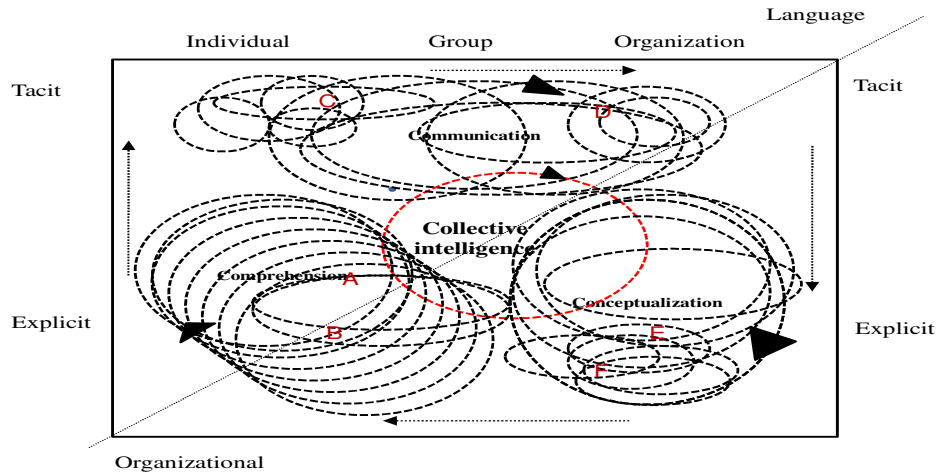 Language
Individual Group Organization
Tacit
Tacit
C
D
Communication
Collective
intelligence
Comprehension
A
Conceptualization
Explicit
Explicit
B
E
F
Organizational